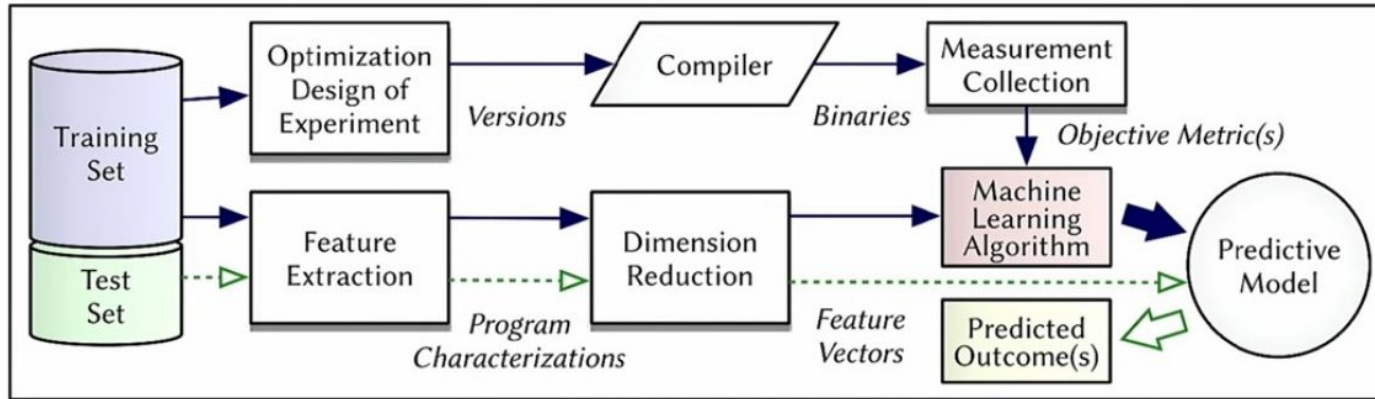 Training
Set
Test
Set
Optimization
Design of
Experiment
Versions
Compiler
Binaries
Measurement
Collection
Objective Metric(s)
Feature
Extraction
Program
Characterizations
Dimension
Reduction
Feature
Vectors
Machine
Learning
Algorithm
Predictive
Model
Predicted
Outcome(s)